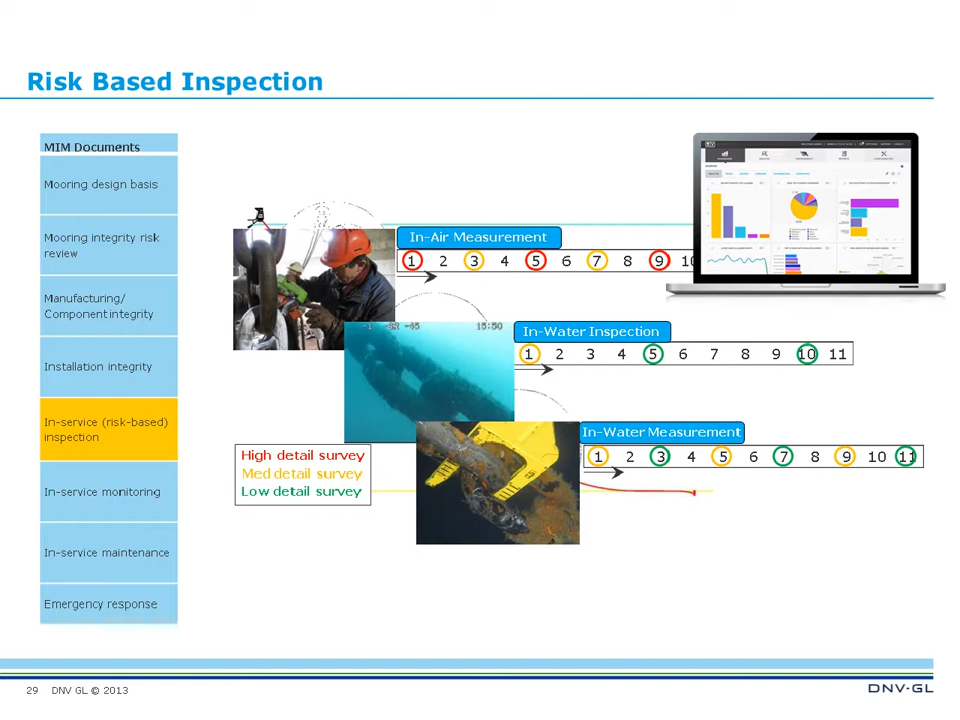 Risk Based Inspection
MIM Documents
Mooring design basis
Mooring integrity risk
review
Manufacturing/
Component integrity
Installation integrity
In-service (risk-based)
inspection
In-service monitoring
In-service maintenance
Emergency response
In-Air Measurement
1 2 3 4 5 6 7 8 9 10
15:50
In-Water Inspection
1 2 3 4 5 6 7 8 9 10 11
In-Water Measurement
1 2 3 4 5 6 7 8 9 10 11
High detail survey
Med detail survey
Low detail survey
29 DNV GL © 2013
DNV·GL